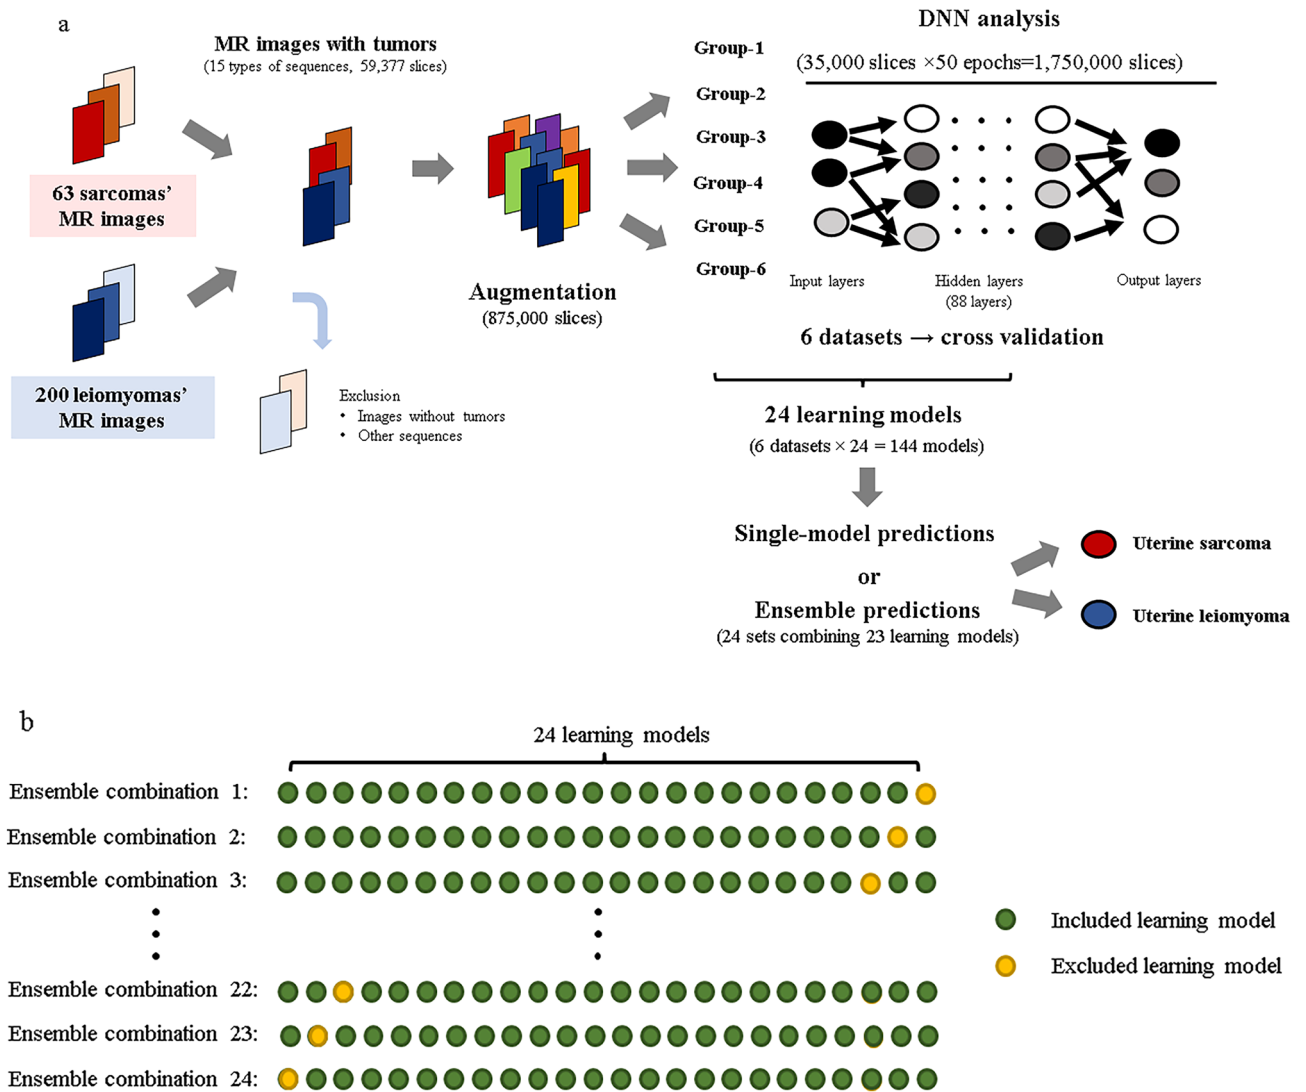 a
MR images with tumors
(15 types of sequences, 59,377 slices)
63 sarcomas’
MR images
200 leiomyomas’
MR images
Exclusion
• Images without tumors
• Other sequences
Augmentation
(875,000 slices)
Group-1
Group-2
Group-3
Group-4
Group-5
Group-6
DNN analysis
(35,000 slices ×50 epochs=1,750,000 slices)
Input layers
Hidden layers
(88 layers)
Output layers
6 datasets → cross validation
24 learning models
(6 datasets × 24 = 144 models)
Single-model predictions
or
Ensemble predictions
(24 sets combining 23 learning models)
Uterine sarcoma
Uterine leiomyoma
b
24 learning models
Ensemble combination 1:
Ensemble combination 2:
Ensemble combination 3:
Ensemble combination 22:
Ensemble combination 23:
Ensemble combination 24:
Included learning model
Excluded learning model